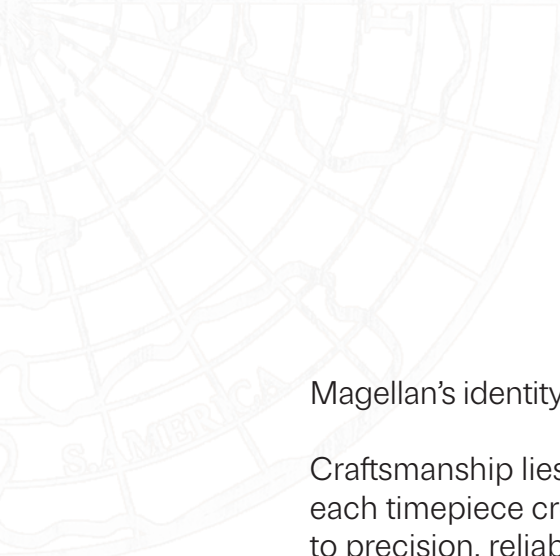 S. AMERICA
Magellan’s identity
Craftsmanship lies
each timepiece cr
to precision, reliab